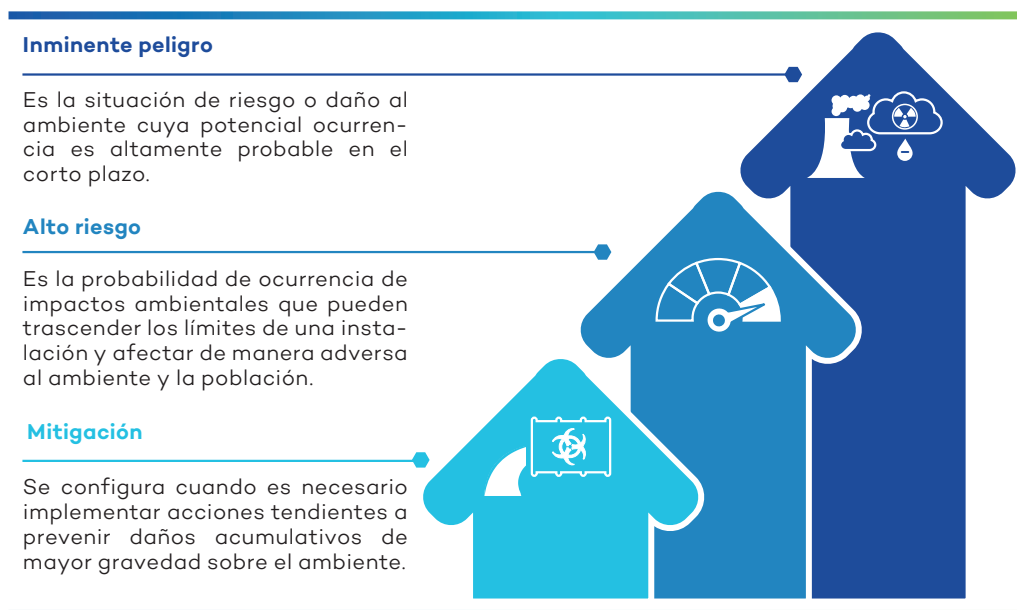 Inminente peligro
Es la situación de riesgo o daño al
ambiente cuya potencial ocurren-
cia es altamente probable en el
corto plazo.
Alto riesgo
Es la probabilidad de ocurrencia de
impactos ambientales que pueden
trascender los límites de una insta-
lación y afectar de manera adversa
al ambiente y la población.
Mitigación
Se configura cuando es necesario
implementar acciones tendientes a
prevenir daños acumulativos de
mayor gravedad sobre el ambiente.